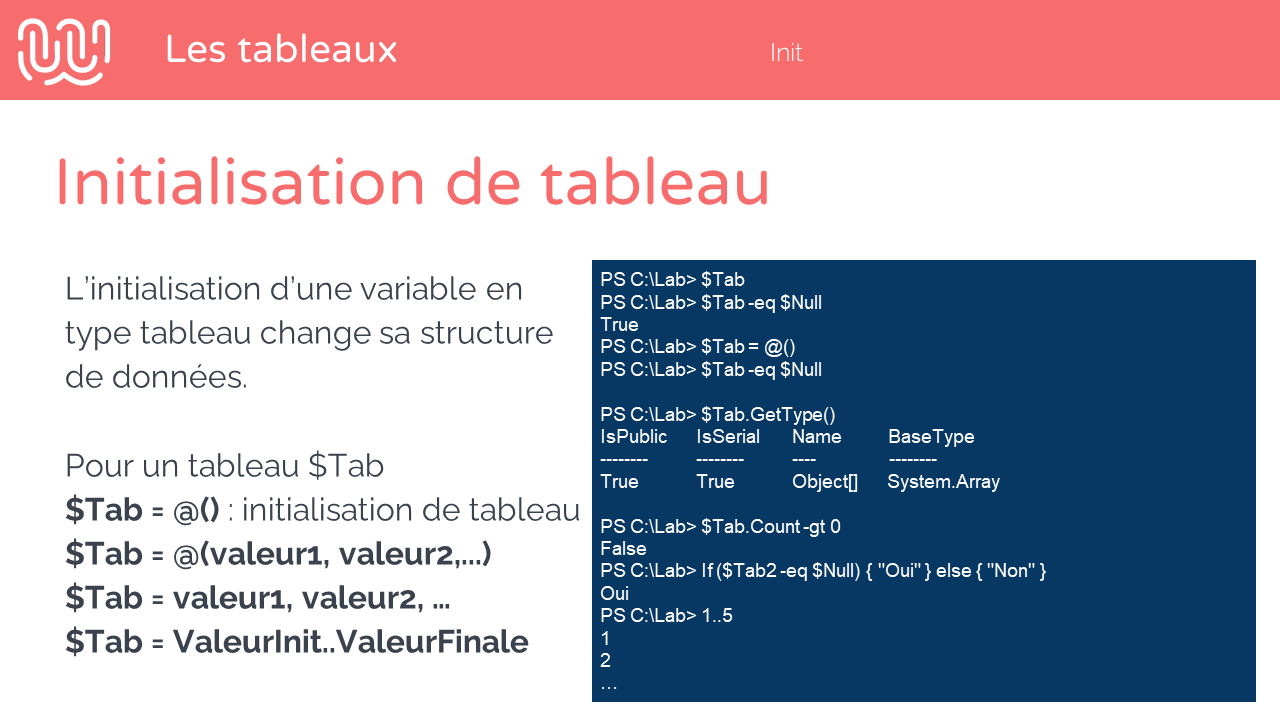 Les tableaux
Init
Initialisation de tableau
L’initialisation d’une variable en
type tableau change sa structure
de données.
Pour un tableau $Tab
$Tab = @() : initialisation de tableau
$Tab = @(valeur1, valeur2,...)
$Tab = valeur1, valeur2, ...
$Tab = ValeurInit..ValeurFinale
PS C:\Lab> $Tab
PS C:\Lab> $Tab -eq $Null
True
PS C:\Lab> $Tab = @()
PS C:\Lab> $Tab -eq $Null
PS C:\Lab> $Tab.GetType()
IsPublic IsSerial Name BaseType
-------- -------- ---- --------
True True Object[] System.Array
PS C:\Lab> $Tab.Count -gt 0
False
PS C:\Lab> If ($Tab2 -eq $Null) { "Oui" } else { "Non" }
Oui
PS C:\Lab> 1..5
1
2
...